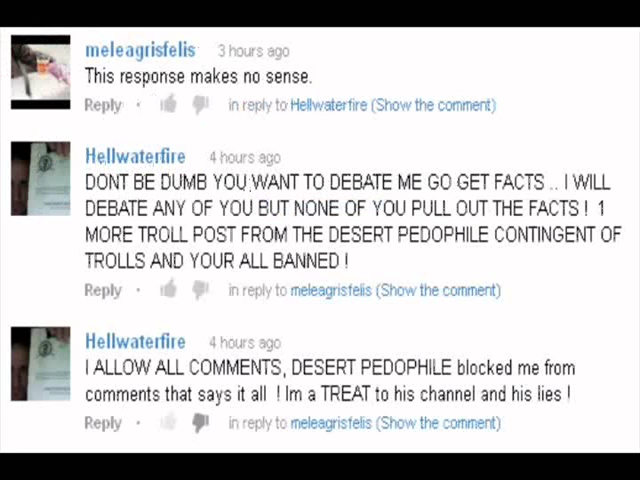 meleagrisfelis 3 hours ago
This response makes no sense.
Reply · in reply to Hellwaterfire (Show the comment)
Hellwaterfire 4 hours ago
DONT BE DUMB YOU WANT TO DEBATE ME GO GET FACTS .. I WILL
DEBATE ANY OF YOU BUT NONE OF YOU PULL OUT THE FACTS ! 1
MORE TROLL POST FROM THE DESERT PEDOPHILE CONTINGENT OF
TROLLS AND YOUR ALL BANNED !
Reply · in reply to meleagrisfelis (Show the comment)
Hellwaterfire 4 hours ago
I ALLOW ALL COMMENTS, DESERT PEDOPHILE blocked me from
comments that says it all ! Im a TREAT to his channel and his lies !
Reply · in reply to meleagrisfelis (Show the comment)